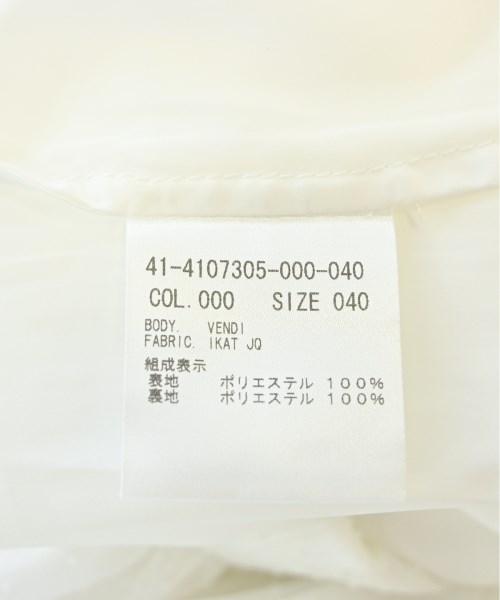 41-4107305-000-040
COL.000 SIZE 040
BODY. VENDI
FABRIC. IKAT JQ
組成表示
表地 ポリエステル 100%
裏地 ポリエステル 100%